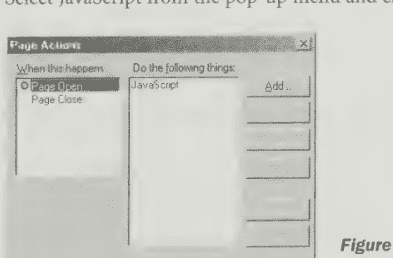 Select JavaScript from the pop-up menu and
Page Actions
When this happens
Do the following things:
Page Open
Page Close
JavaScript
Add...
Figure